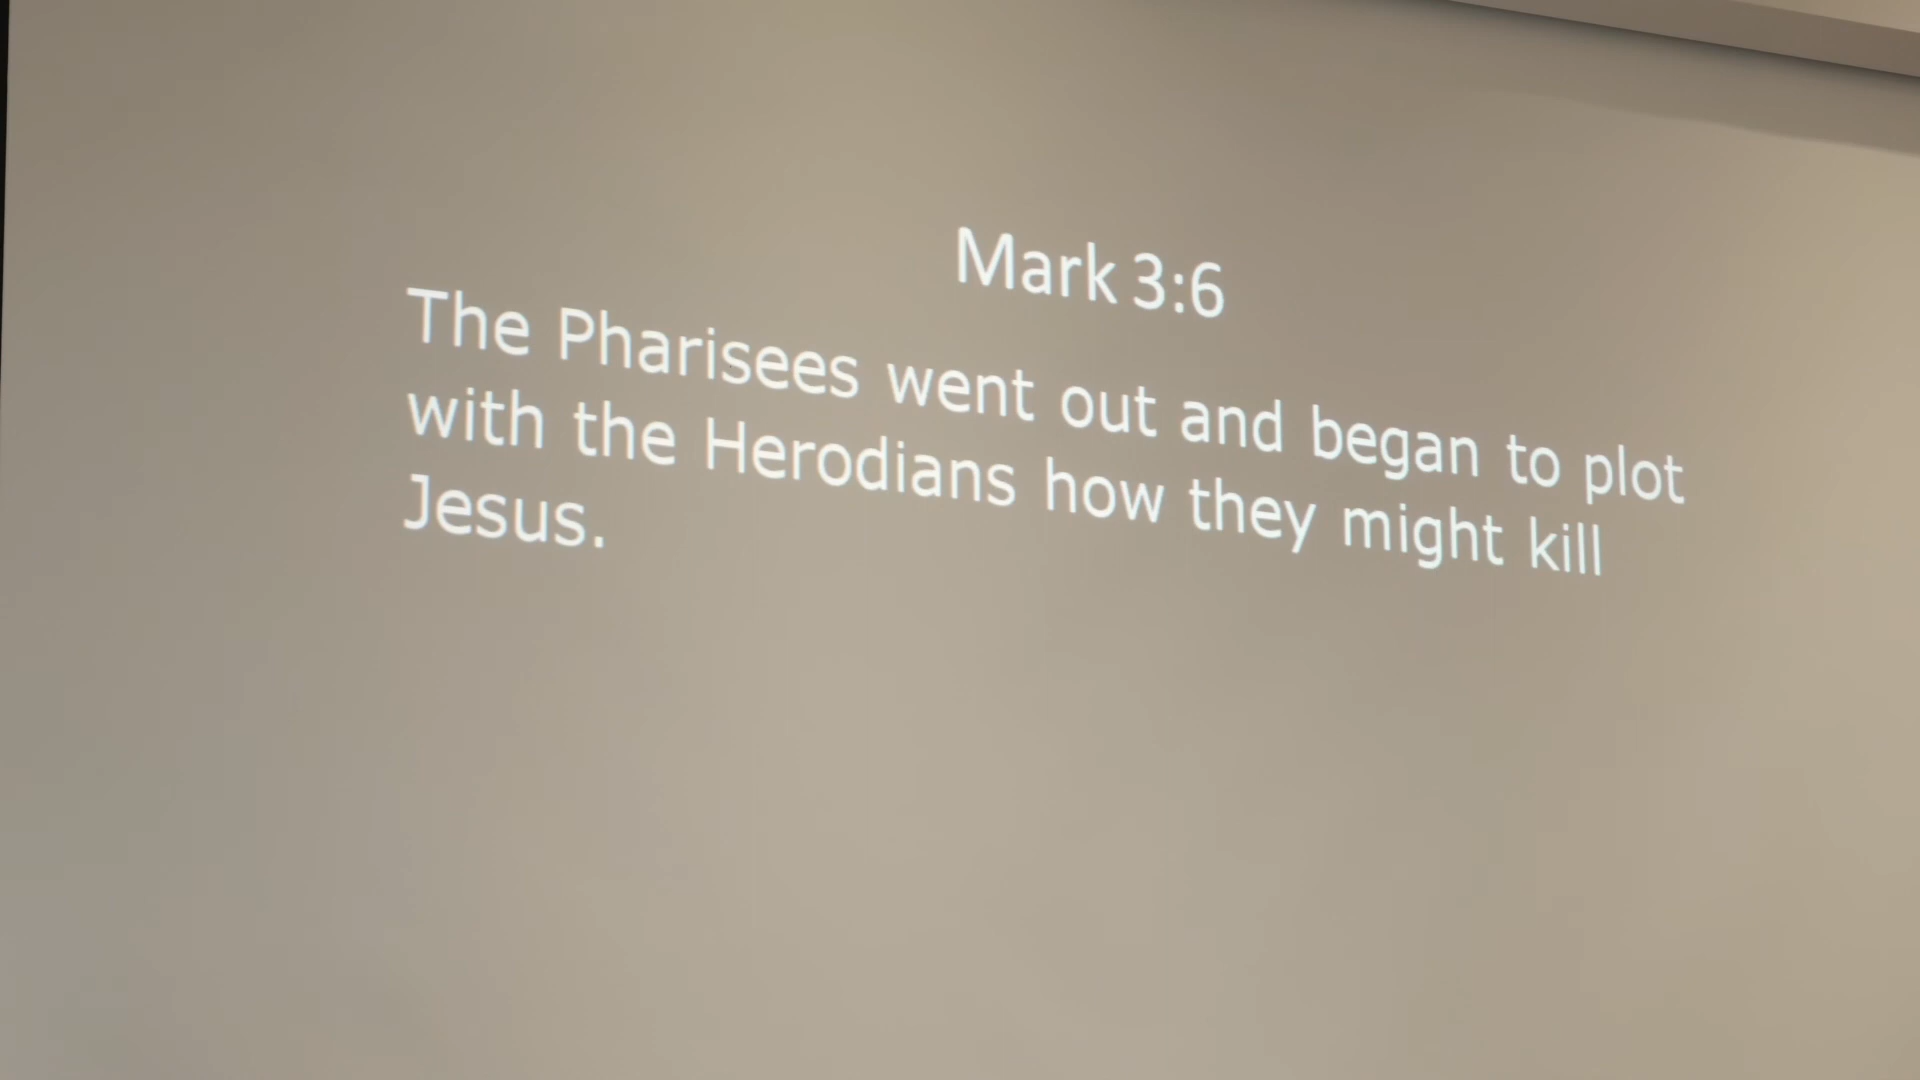 Mark 3:6
The Pharisees went out and began to plot
with the Herodians how they might kill
Jesus.